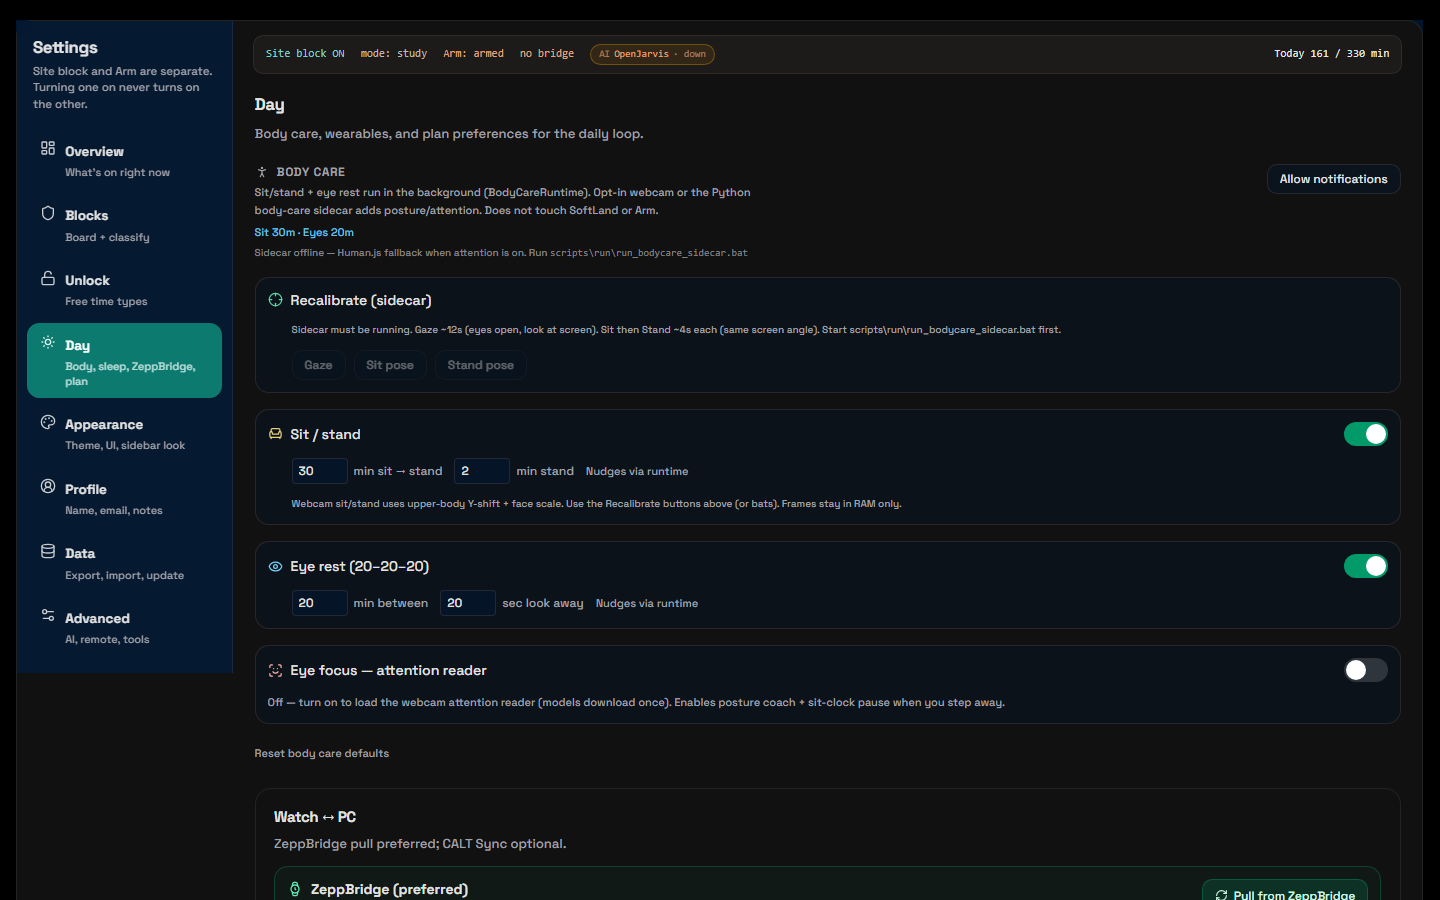 Settings
Site block and Arm are separate.
Turning one on never turns on
the other.
Overview
What's on right now
Blocks
Board + classify
Unlock
Free time types
Day
Body, sleep, ZeppBridge,
plan
Appearance
Theme, UI, sidebar look
Profile
Name, email, notes
Data
Export, import, update
Advanced
AI, remote, tools
Site block ON mode: study Arm: armed no bridge AI OpenJarvis · down Today 161 / 330 min
Day
Body care, wearables, and plan preferences for the daily loop.
BODY CARE
Allow notifications
Sit/stand + eye rest run in the background (BodyCareRuntime). Opt-in webcam or the Python
body-care sidecar adds posture/attention. Does not touch SoftLand or Arm.
Sit 30m · Eyes 20m
Sidecar offline — Human.js fallback when attention is on. Run scripts\run\run_bodycare_sidecar.bat
Recalibrate (sidecar)
Sidecar must be running. Gaze ~12s (eyes open, look at screen). Sit then Stand ~4s each (same screen angle). Start scripts\run\run_bodycare_sidecar.bat first.
Gaze Sit pose Stand pose
Sit / stand
30 min sit → stand 2 min stand Nudges via runtime
Webcam sit/stand uses upper-body Y-shift + face scale. Use the Recalibrate buttons above (or bats). Frames stay in RAM only.
Eye rest (20–20–20)
20 min between 20 sec look away Nudges via runtime
Eye focus — attention reader
Off — turn on to load the webcam attention reader (models download once). Enables posture coach + sit-clock pause when you step away.
Reset body care defaults
Watch ↔ PC
ZeppBridge pull preferred; CALT Sync optional.
ZeppBridge (preferred)
Pull from ZeppBridge